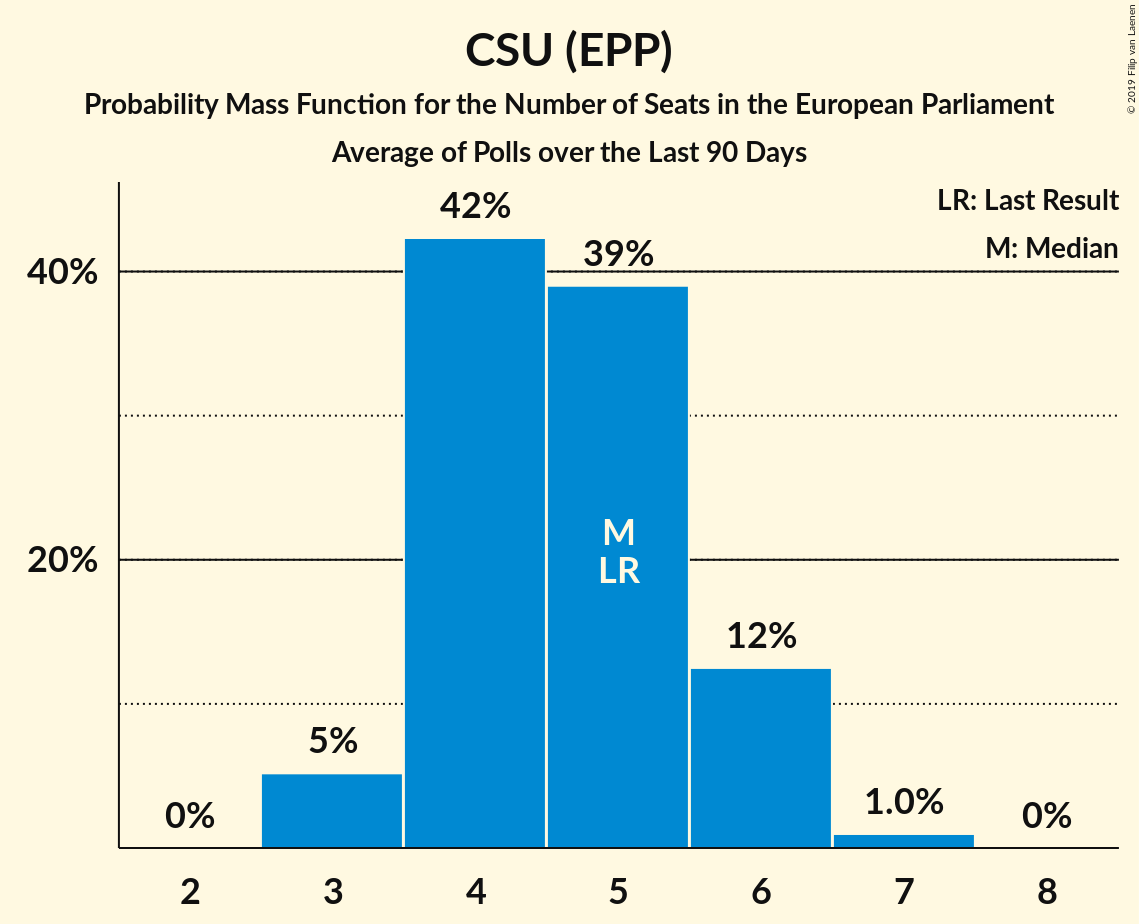 CSU (EPP)
Probability Mass Function for the Number of Seats in the European Parliament
Average of Polls over the Last 90 Days
© 2019 Filip van Laenen
LR: Last Result
M: Median
40%
20%
0%
5%
42%
39%
12%
1.0%
0%
M
LR
2 3 4 5 6 7 8